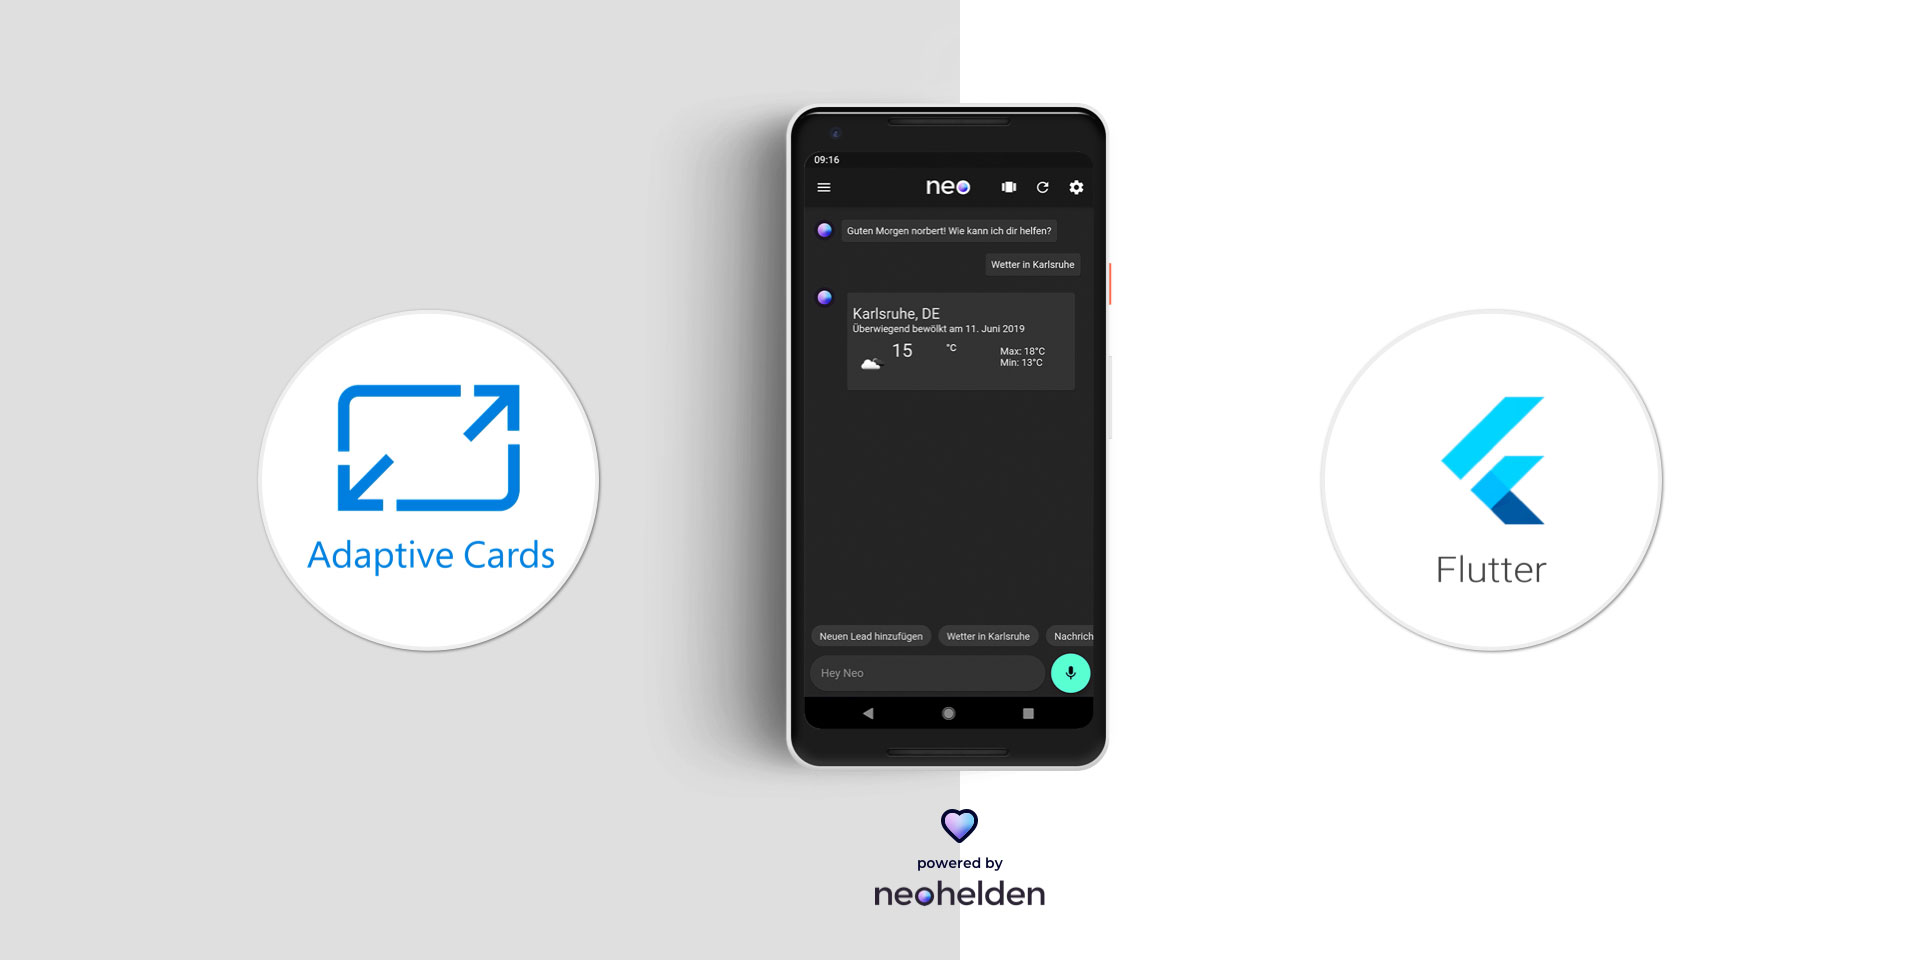 09:16
neo
Guten Morgen norbert! Wie kann ich dir helfen?
Wetter in Karlsruhe
Karlsruhe, DE
Überwiegend bewölkt am 11. Juni 2019
15 °C
Max: 18°C
Min: 13°C
Neuen Lead hinzufügen Wetter in Karlsruhe Nachrich
Hey Neo
Adaptive Cards
Flutter
powered by
neohelden